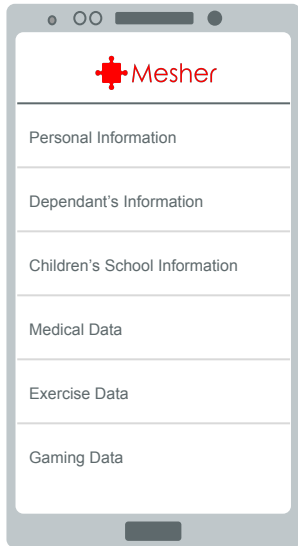 Mesher
Personal Information
Dependant’s Information
Children’s School Information
Medical Data
Exercise Data
Gaming Data